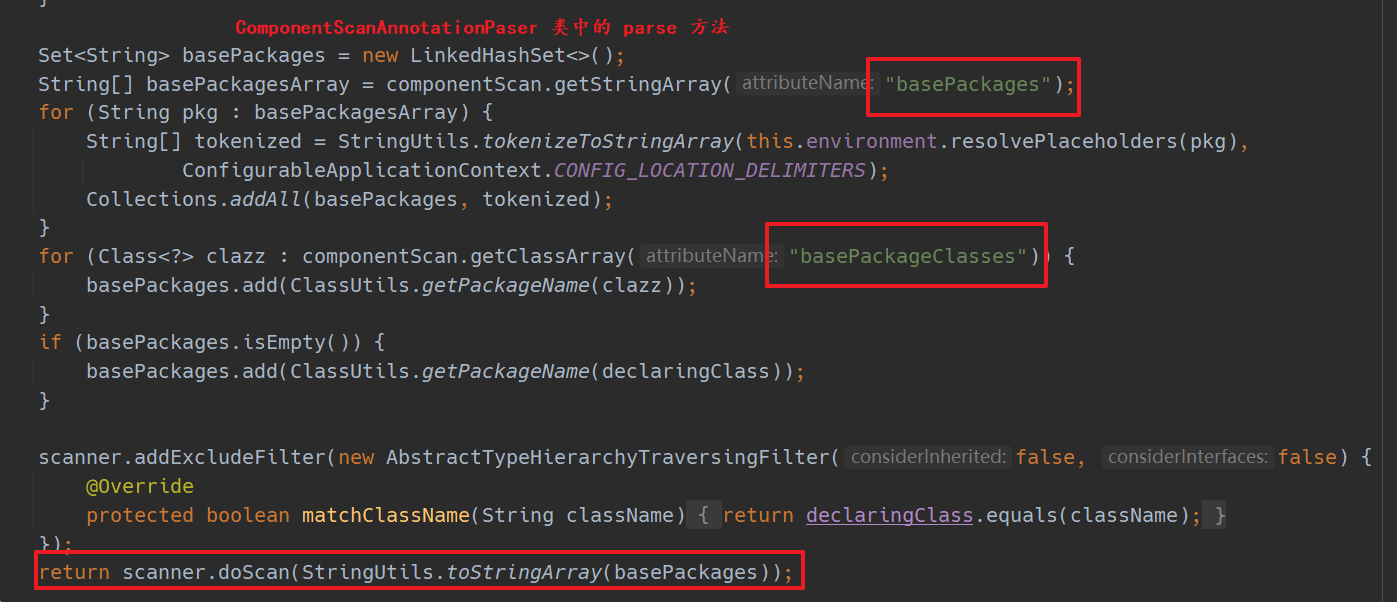 }
ComponentScanAnnotationPaser 类中的 parse 方法
Set<String> basePackages = new LinkedHashSet<>();
String[] basePackagesArray = componentScan.getStringArray( attributeName: "basePackages");
for (String pkg : basePackagesArray) {
String[] tokenized = StringUtils.tokenizeToStringArray(this.environment.resolvePlaceholders(pkg),
ConfigurableApplicationContext.CONFIG_LOCATION_DELIMITERS);
Collections.addAll(basePackages, tokenized);
}
for (Class<?> clazz : componentScan.getClassArray( attributeName: "basePackageClasses")) {
basePackages.add(ClassUtils.getPackageName(clazz));
}
if (basePackages.isEmpty()) {
basePackages.add(ClassUtils.getPackageName(declaringClass));
}
scanner.addExcludeFilter(new AbstractTypeHierarchyTraversingFilter( considerInherited: false, considerInterfaces: false) {
@Override
protected boolean matchClassName(String className) { return declaringClass.equals(className); }
});
return scanner.doScan(StringUtils.toStringArray(basePackages));